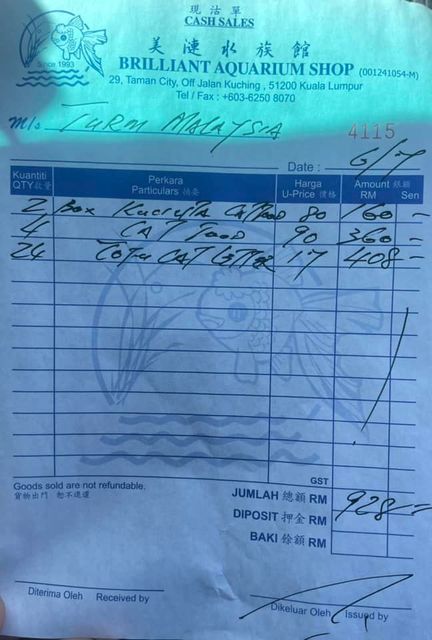 現沽單
CASH SALES
美漣水族館
Since 1993
BRILLIANT AQUARIUM SHOP (001241054-M)
29, Taman City, Off Jalan Kuching, 51200 Kuala Lumpur
Tel / Fax : +603-6250 8070
M/s TURM MALAYSIA
4115
Date : 6/7
Kuantiti QTY 數量 Perkara Particulars 摘要 Harga U-Price 價格 Amount 銀額 RM Sen
2 Box CAT FOOD 80 160 -
4 CAT FOOD 90 360 -
24 TOFU CAT LITTER 17 408 -
GST
Goods sold are not refundable.
貨物出門 恕不退還
JUMLAH 總額 RM 928 -
DIPOSIT 押金 RM
BAKI 餘額 RM
Diterima Oleh Received by
Dikeluar Oleh Issued by